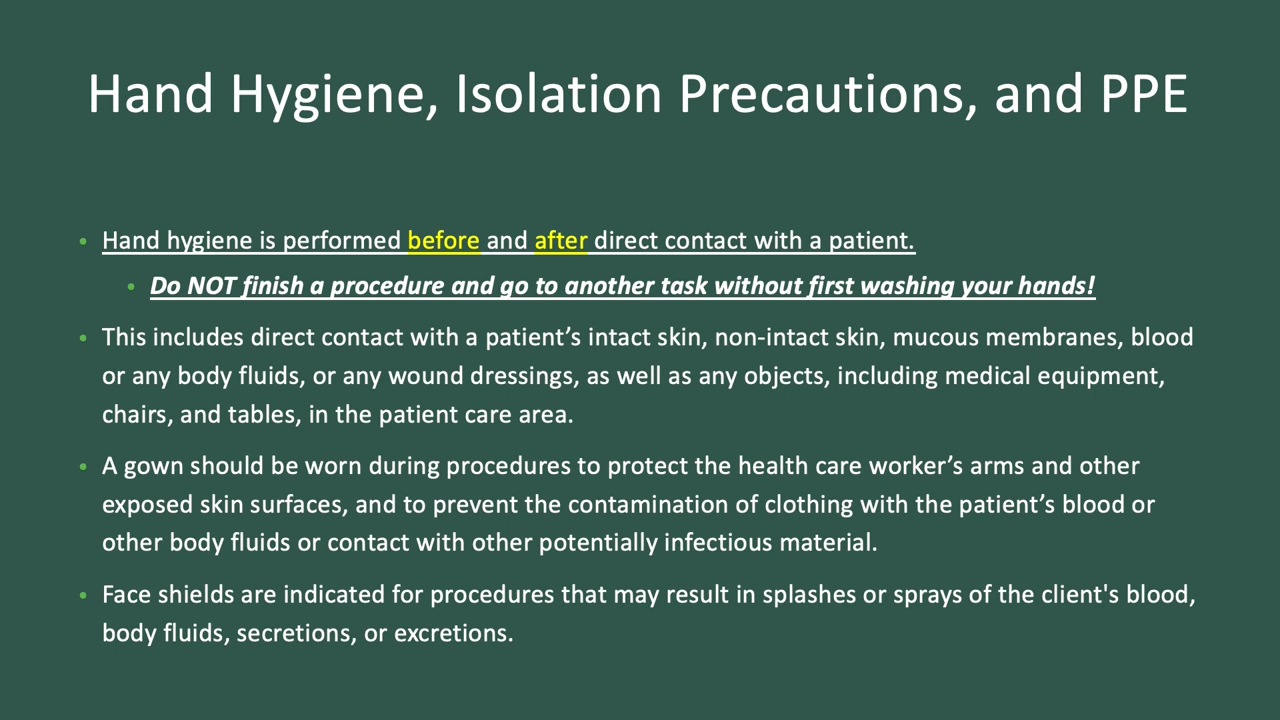 Hand Hygiene, Isolation Precautions, and PPE
• Hand hygiene is performed before and after direct contact with a patient.
• Do NOT finish a procedure and go to another task without first washing your hands!
• This includes direct contact with a patient’s intact skin, non-intact skin, mucous membranes, blood
or any body fluids, or any wound dressings, as well as any objects, including medical equipment,
chairs, and tables, in the patient care area.
• A gown should be worn during procedures to protect the health care worker’s arms and other
exposed skin surfaces, and to prevent the contamination of clothing with the patient’s blood or
other body fluids or contact with other potentially infectious material.
• Face shields are indicated for procedures that may result in splashes or sprays of the client's blood,
body fluids, secretions, or excretions.